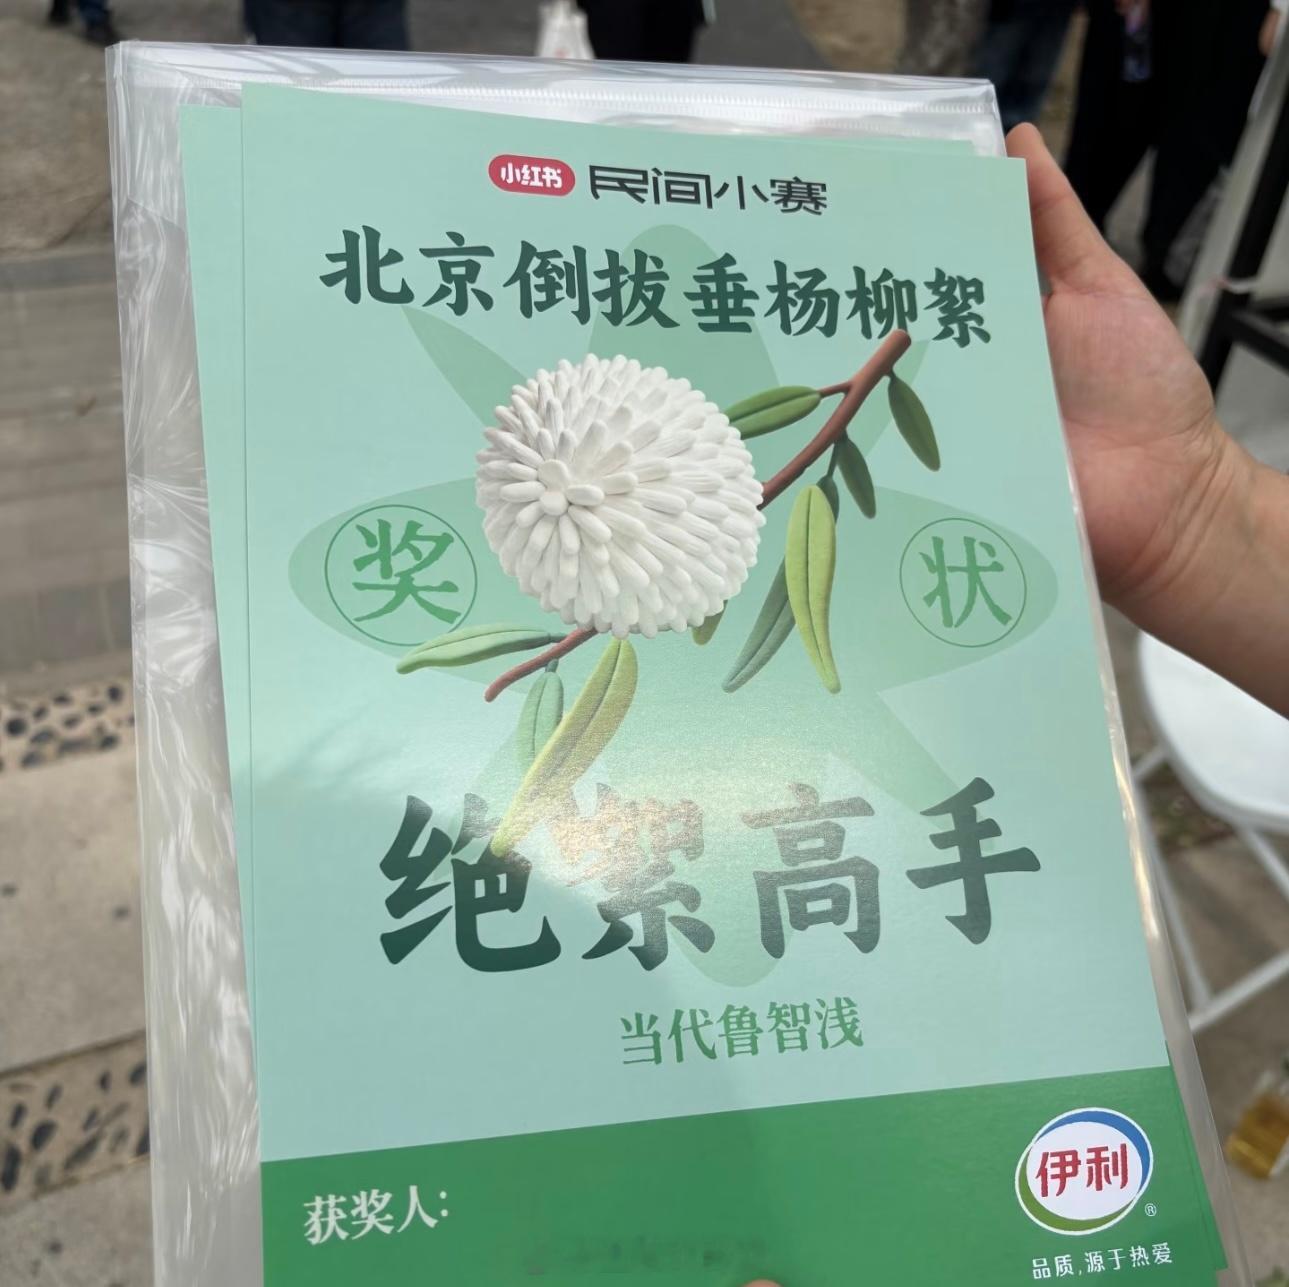 小红书 民间小赛
北京倒拔垂杨柳絮
奖 状
绝絮高手
当代鲁智浅
获奖人：
伊利
®
品质,源于热爱